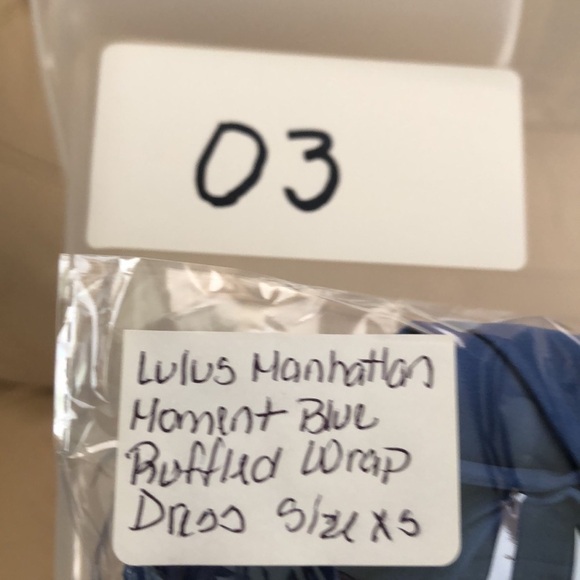 03
Lulus Manhattan
Moment Blue
Ruffled Wrap
Dress Size XS